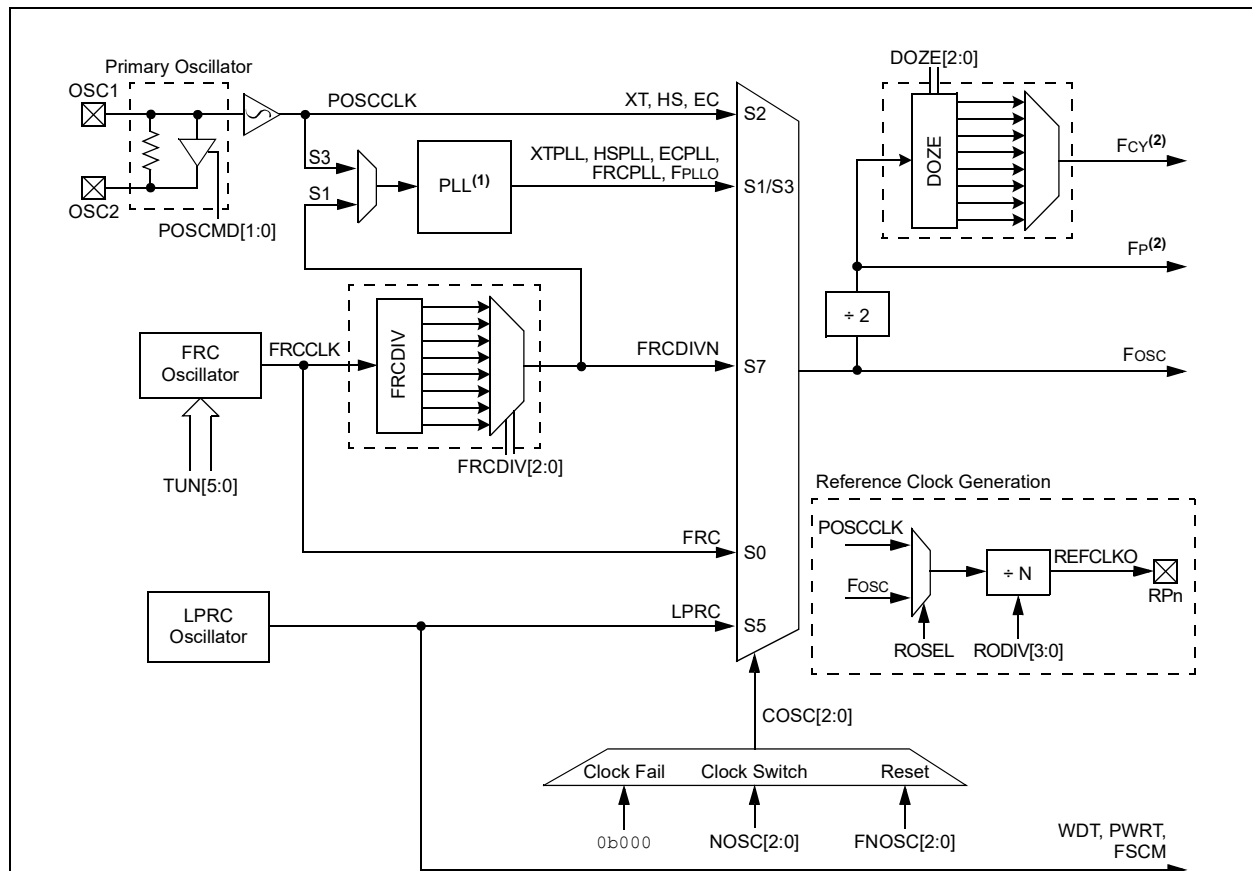 Primary Oscillator
OSC1
OSC2
POSCMD[1:0]
POSCCLK
S3
S1
PLL(1)
XT, HS, EC
XTPLL, HSPLL, ECPLL,
FRCPLL, FPLLO
S2
S1/S3
DOZE[2:0]
DOZE
FCY(2)
FP(2)
÷ 2
FOSC
FRC
Oscillator
FRCCLK
TUN[5:0]
FRCDIV
FRCDIV[2:0]
FRCDIVN
S7
FRC
S0
LPRC
Oscillator
LPRC
S5
Reference Clock Generation
POSCCLK
FOSC
÷ N
REFCLKO
RPn
ROSEL
RODIV[3:0]
COSC[2:0]
Clock Fail
Clock Switch
Reset
0b000
NOSC[2:0]
FNOSC[2:0]
WDT, PWRT,
FSCM